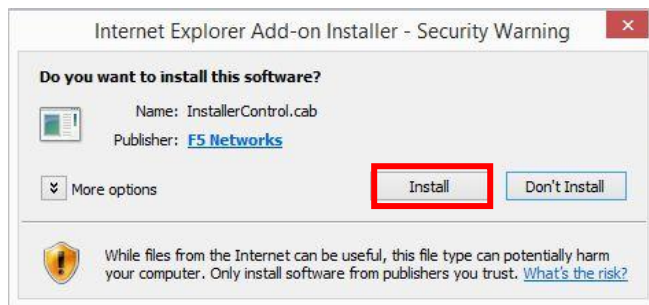 Internet Explorer Add-on Installer - Security Warning
Do you want to install this software?
Name: InstallerControl.cab
Publisher: F5 Networks
More options
Install
Don't Install
While files from the Internet can be useful, this file type can potentially harm
your computer. Only install software from publishers you trust. What's the risk?